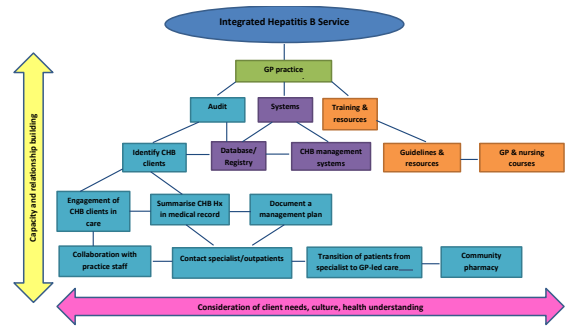 Integrated Hepatitis B Service
GP practice
Audit
Systems
Training &
resources
Identify CHB
clients
Database/
Registry
CHB management
systems
Guidelines &
resources
GP & nursing
courses
Engagement of
CHB clients in
care
Summarise CHB Hx
in medical record
Document a
management plan
Collaboration with
practice staff
Contact specialist/outpatients
Transition of patients from
specialist to GP-led care
Community
pharmacy
Capacity and relationship building
Consideration of client needs, culture, health understanding